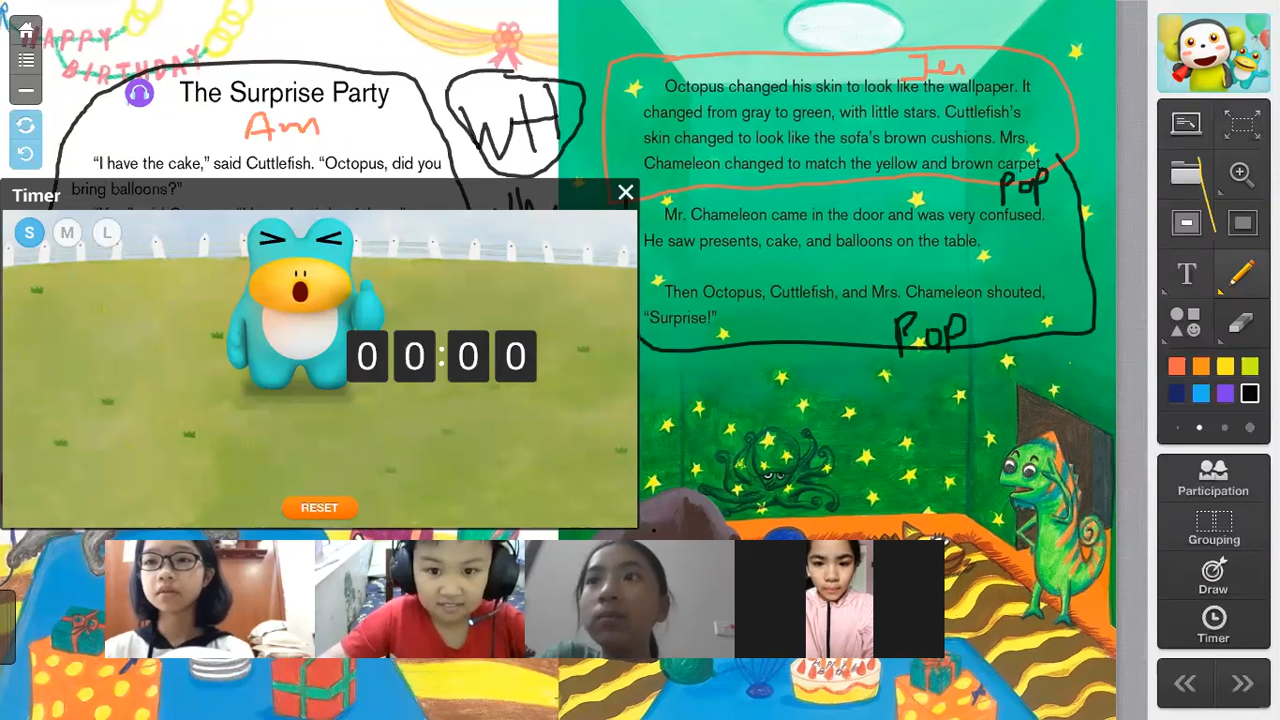 HAPPY
BIRTHDAY
The Surprise Party
Am
WH
“I have the cake,” said Cuttlefish. “Octopus, did you
bring balloons?”
Jen
Octopus changed his skin to look like the wallpaper. It
changed from gray to green, with little stars. Cuttlefish’s
skin changed to look like the sofa’s brown cushions. Mrs.
Chameleon changed to match the yellow and brown carpet.
POP
Mr. Chameleon came in the door and was very confused.
He saw presents, cake, and balloons on the table.
Then Octopus, Cuttlefish, and Mrs. Chameleon shouted,
“Surprise!”
POP
Timer
S
M
L
00:00
RESET
T
Participation
Grouping
Draw
Timer